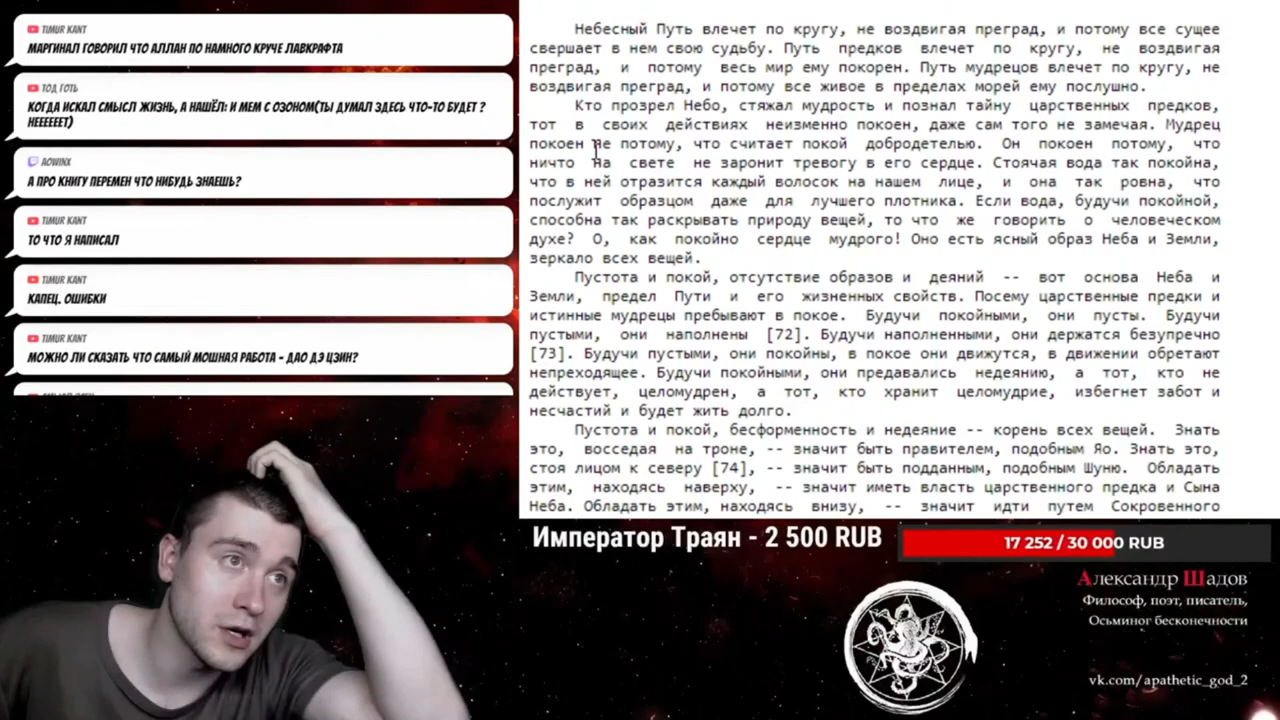 TIMUR KANT
МАРГИНАЛ ГОВОРИЛ ЧТО АЛЛАН ПО НАМНОГО КРУЧЕ ЛАВКРАФТА
ТОД ГОТЬ
КОГДА ИСКАЛ СМЫСЛ ЖИЗНЬ, А НАШЁЛ: И МЕМ С ОЗОНОМ(ТЫ ДУМАЛ ЗДЕСЬ ЧТО-ТО БУДЕТ ?
НЕЕЕЕЕТ)
AOWINX
А ПРО КНИГУ ПЕРЕМЕН ЧТО НИБУДЬ ЗНАЕШЬ?
TIMUR KANT
ТО ЧТО Я НАПИСАЛ
TIMUR KANT
КАПЕЦ. ОШИБКИ
TIMUR KANT
МОЖНО ЛИ СКАЗАТЬ ЧТО САМЫЙ МОШНАЯ РАБОТА - ДАО ДЭ ЦЗИН?
Небесный Путь влечет по кругу, не воздвигая преград, и потому все сущее
свершает в нем свою судьбу. Путь предков влечет по кругу, не воздвигая
преград, и потому весь мир ему покорен. Путь мудрецов влечет по кругу, не
воздвигая преград, и потому все живое в пределах морей ему послушно.
Кто прозрел Небо, стяжал мудрость и познал тайну царственных предков,
тот в своих действиях неизменно покоен, даже сам того не замечая. Мудрец
покоен не потому, что считает покой добродетелью. Он покоен потому, что
ничто на свете не заронит тревогу в его сердце. Стоячая вода так покойна,
что в ней отразится каждый волосок на нашем лице, и она так ровна, что
послужит образцом даже для лучшего плотника. Если вода, будучи покойной,
способна так раскрывать природу вещей, то что же говорить о человеческом
духе? О, как покойно сердце мудрого! Оно есть ясный образ Неба и Земли,
зеркало всех вещей.
Пустота и покой, отсутствие образов и деяний -- вот основа Неба и
Земли, предел Пути и его жизненных свойств. Посему царственные предки и
истинные мудрецы пребывают в покое. Будучи покойными, они пусты. Будучи
пустыми, они наполнены [72]. Будучи наполненными, они держатся безупречно
[73]. Будучи пустыми, они покойны, в покое они движутся, в движении обретают
непреходящее. Будучи покойными, они предавались недеянию, а тот, кто не
действует, целомудрен, а тот, кто хранит целомудрие, избегнет забот и
несчастий и будет жить долго.
Пустота и покой, бесформенность и недеяние -- корень всех вещей. Знать
это, восседая на троне, -- значит быть правителем, подобным Яо. Знать это,
стоя лицом к северу [74], -- значит быть подданным, подобным Шуню. Обладать
этим, находясь наверху, -- значит иметь власть царственного предка и Сына
Неба. Обладать этим, находясь внизу, -- значит идти путем Сокровенного
Император Траян - 2 500 RUB
17 252 / 30 000 RUB
Александр Шадов
Философ, поэт, писатель,
Осьминог бесконечности
vk.com/apathetic_god_2